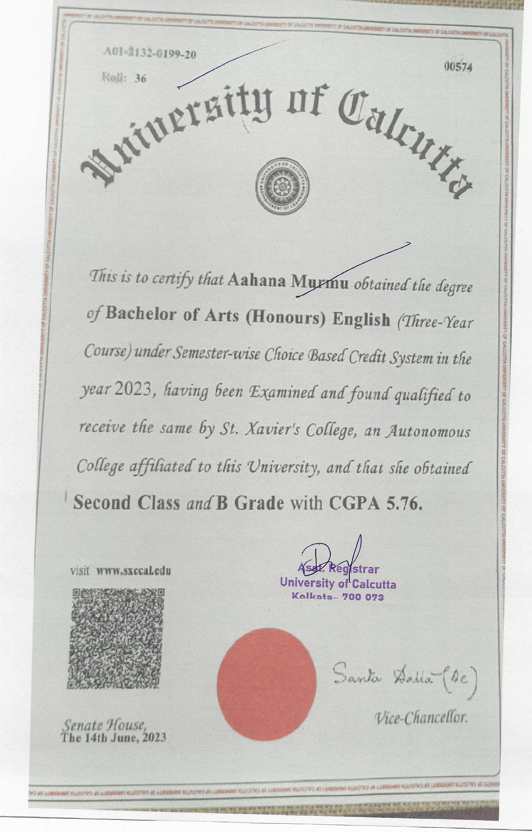 A01-2132-0199-20
00574
Roll: 36
University of Calcutta
This is to certify that Aahana Murmu obtained the degree
of Bachelor of Arts (Honours) English (Three-Year
Course) under Semester-wise Choice Based Credit System in the
year 2023, having been Examined and found qualified to
receive the same by St. Xavier's College, an Autonomous
College affiliated to this University, and that she obtained
Second Class and B Grade with CGPA 5.76.
visit www.sxccal.edu
Asst. Registrar
University of Calcutta
Kolkata- 700 073
Vice-Chancellor.
Senate House,
The 14th June, 2023